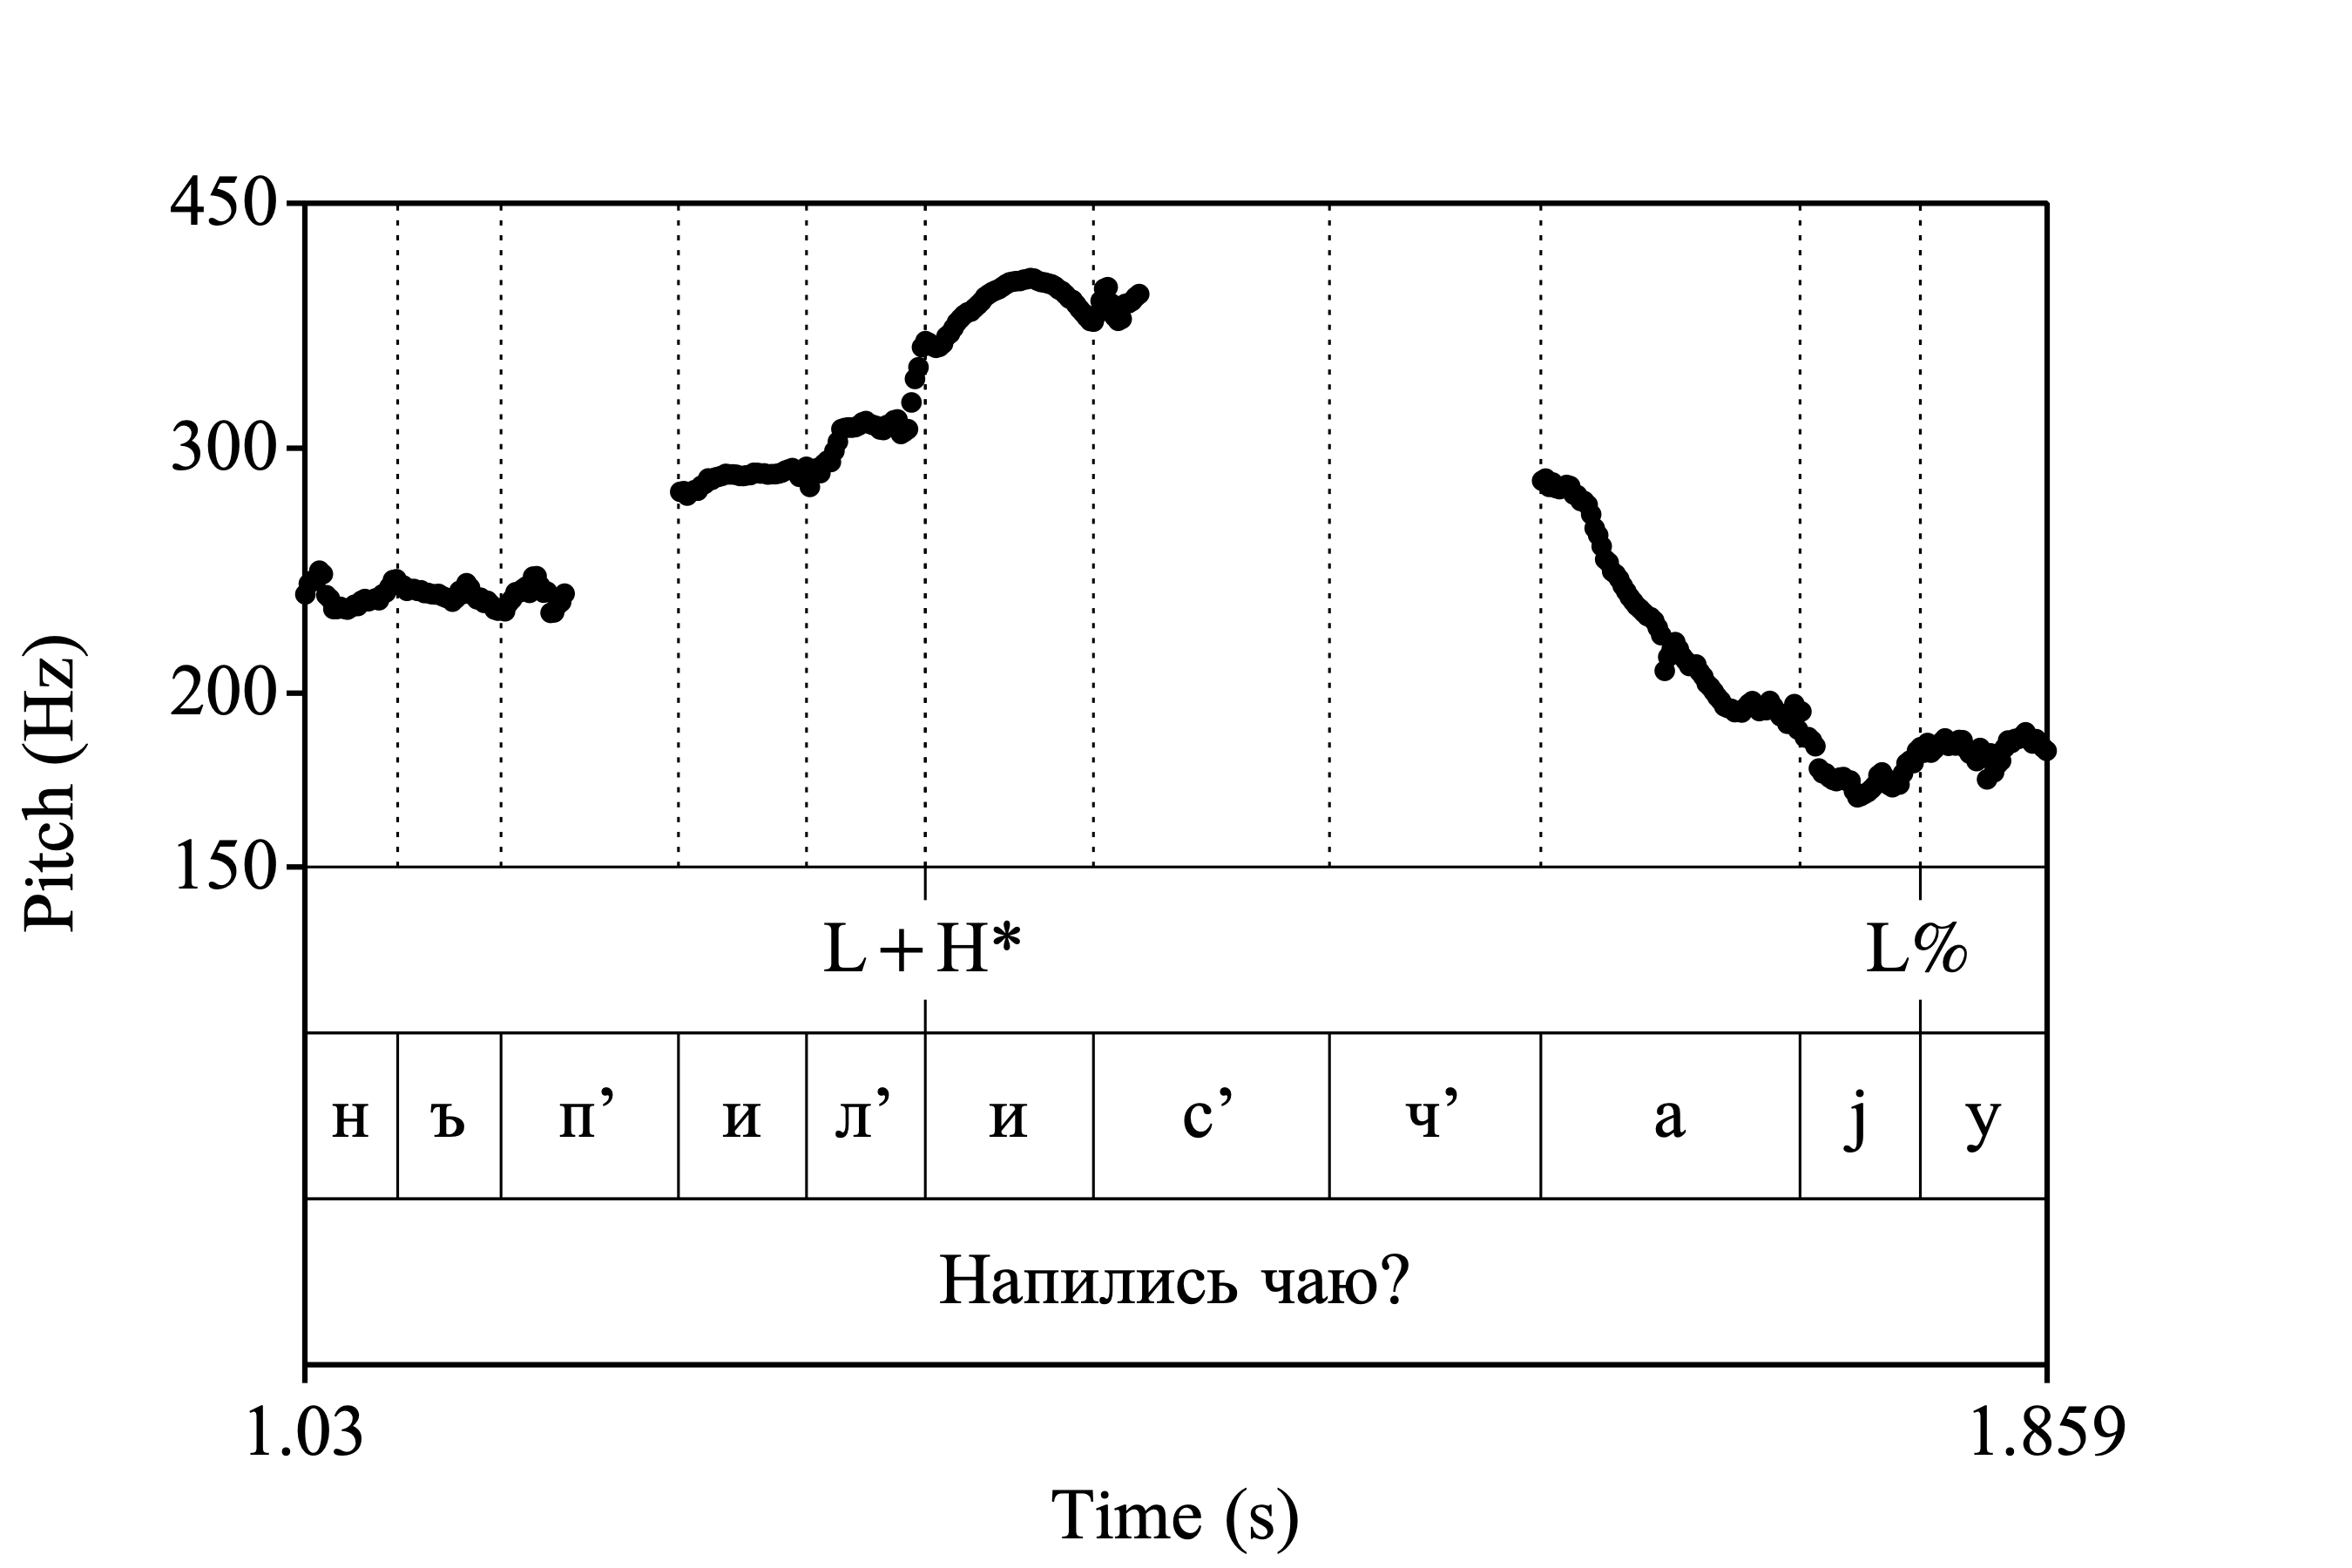 450
300
200
150
Pitch (Hz)
L+H* L%
н ъ п’ и л’ и с’ ч’ а j у
Напились чаю?
1.03 1.859
Time (s)